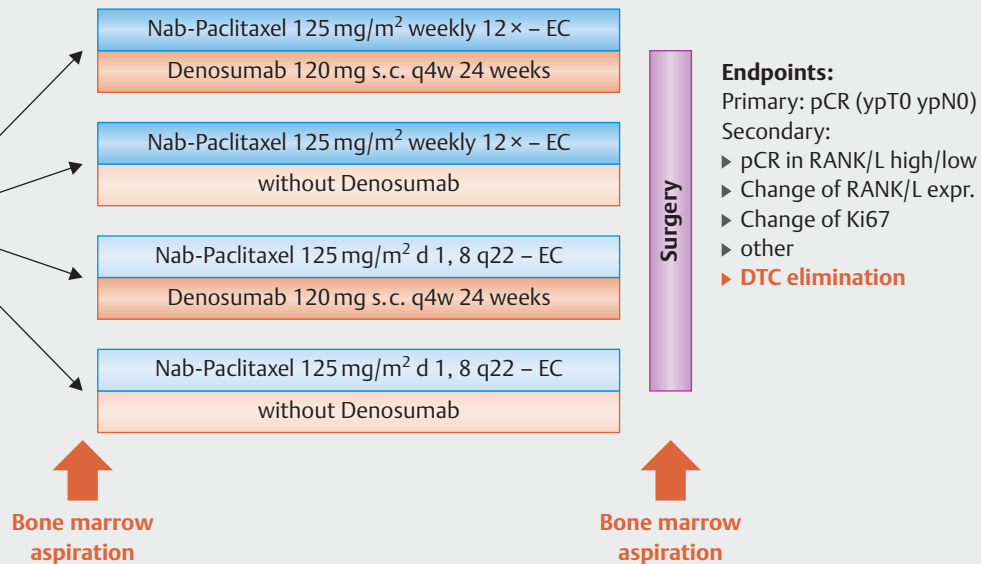 Nab-Paclitaxel 125 mg/m² weekly 12 × – EC
Denosumab 120 mg s.c. q4w 24 weeks
Nab-Paclitaxel 125 mg/m² weekly 12 × – EC
without Denosumab
Nab-Paclitaxel 125 mg/m² d 1, 8 q22 – EC
Denosumab 120 mg s.c. q4w 24 weeks
Nab-Paclitaxel 125 mg/m² d 1, 8 q22 – EC
without Denosumab
Surgery
Endpoints:
Primary: pCR (ypT0 ypN0)
Secondary:
▸ pCR in RANK/L high/low
▸ Change of RANK/L expr.
▸ Change of Ki67
▸ other
▸ DTC elimination
Bone marrow
aspiration
Bone marrow
aspiration